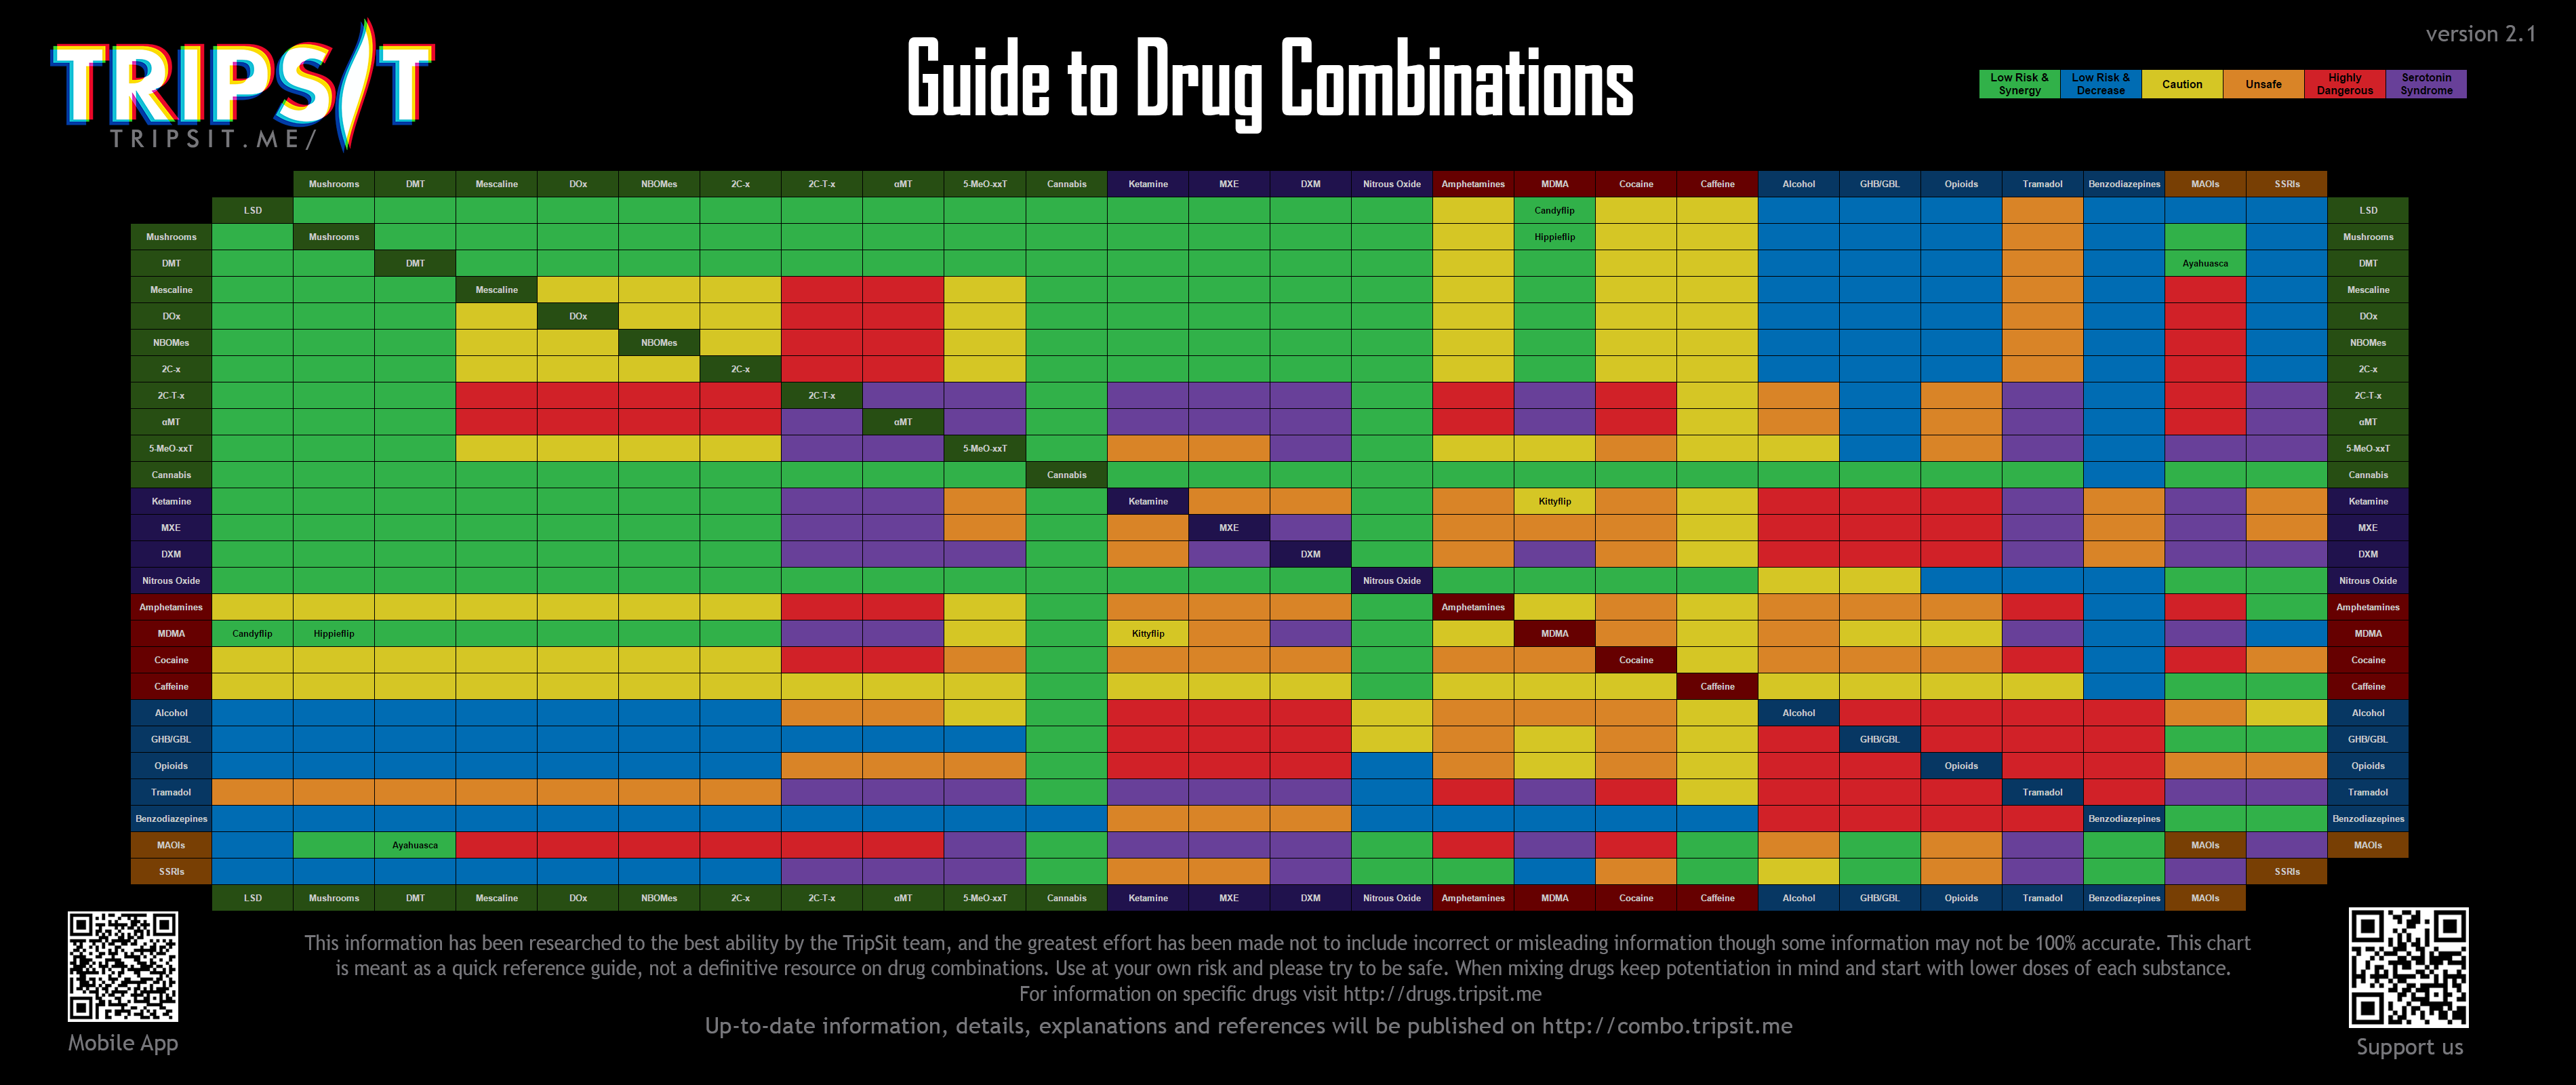 TRIPSIT
TRIPSIT.ME/
Guide to Drug Combinations
version 2.1
Low Risk & Synergy
Low Risk & Decrease
Caution
Unsafe
Highly Dangerous
Serotonin Syndrome
Mushrooms DMT Mescaline DOx NBOMes 2C-x 2C-T-x αMT 5-MeO-xxT Cannabis Ketamine MXE DXM Nitrous Oxide Amphetamines MDMA Cocaine Caffeine Alcohol GHB/GBL Opioids Tramadol Benzodiazepines MAOIs SSRIs
LSD Candyflip LSD
Mushrooms Mushrooms Hippieflip Mushrooms
DMT DMT Ayahuasca DMT
Mescaline Mescaline Mescaline
DOx DOx DOx
NBOMes NBOMes NBOMes
2C-x 2C-x 2C-x
2C-T-x 2C-T-x 2C-T-x
αMT αMT αMT
5-MeO-xxT 5-MeO-xxT 5-MeO-xxT
Cannabis Cannabis Cannabis
Ketamine Ketamine Kittyflip Ketamine
MXE MXE MXE
DXM DXM DXM
Nitrous Oxide Nitrous Oxide Nitrous Oxide
Amphetamines Amphetamines Amphetamines
MDMA Candyflip Hippieflip Kittyflip MDMA MDMA
Cocaine Cocaine Cocaine
Caffeine Caffeine Caffeine
Alcohol Alcohol Alcohol
GHB/GBL GHB/GBL GHB/GBL
Opioids Opioids Opioids
Tramadol Tramadol Tramadol
Benzodiazepines Benzodiazepines Benzodiazepines
MAOIs Ayahuasca MAOIs MAOIs
SSRIs SSRIs
LSD Mushrooms DMT Mescaline DOx NBOMes 2C-x 2C-T-x αMT 5-MeO-xxT Cannabis Ketamine MXE DXM Nitrous Oxide Amphetamines MDMA Cocaine Caffeine Alcohol GHB/GBL Opioids Tramadol Benzodiazepines MAOIs
This information has been researched to the best ability by the TripSit team, and the greatest effort has been made not to include incorrect or misleading information though some information may not be 100% accurate. This chart
is meant as a quick reference guide, not a definitive resource on drug combinations. Use at your own risk and please try to be safe. When mixing drugs keep potentiation in mind and start with lower doses of each substance.
For information on specific drugs visit http://drugs.tripsit.me
Up-to-date information, details, explanations and references will be published on http://combo.tripsit.me
Mobile App
Support us